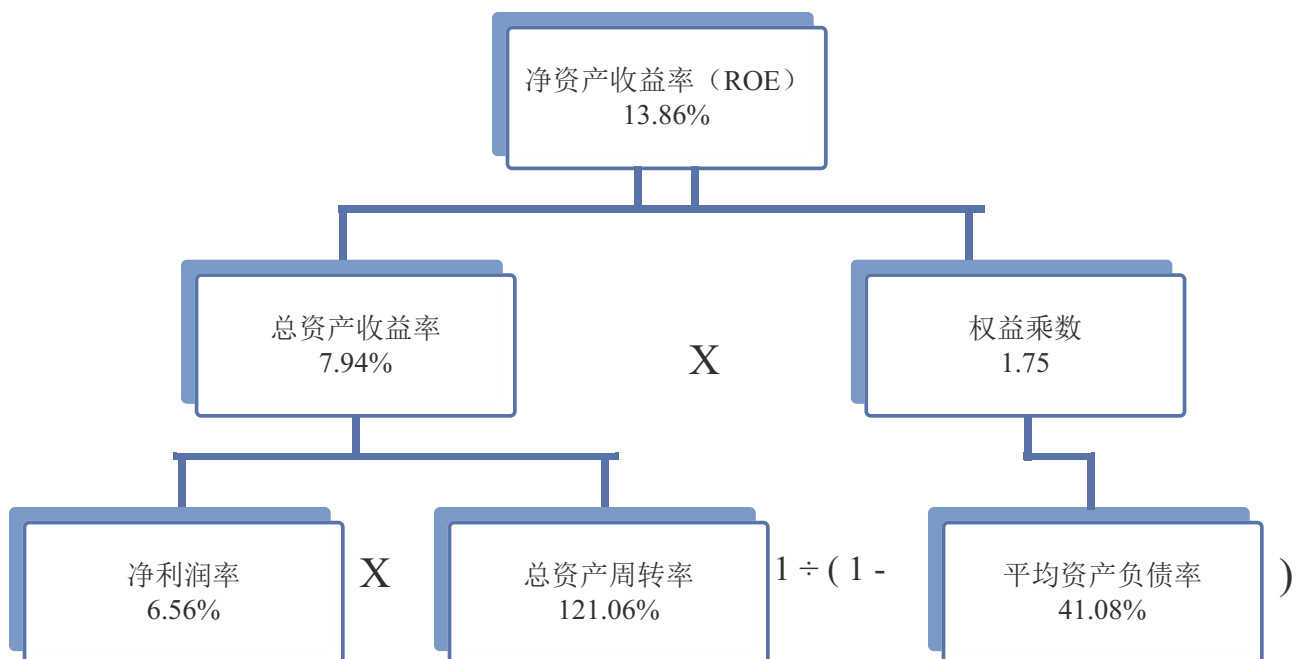 净资产收益率（ROE）
13.86%
总资产收益率
7.94%
X
权益乘数
1.75
净利润率
6.56%
X
总资产周转率
121.06%
1 ÷ ( 1 -
平均资产负债率
41.08%
)